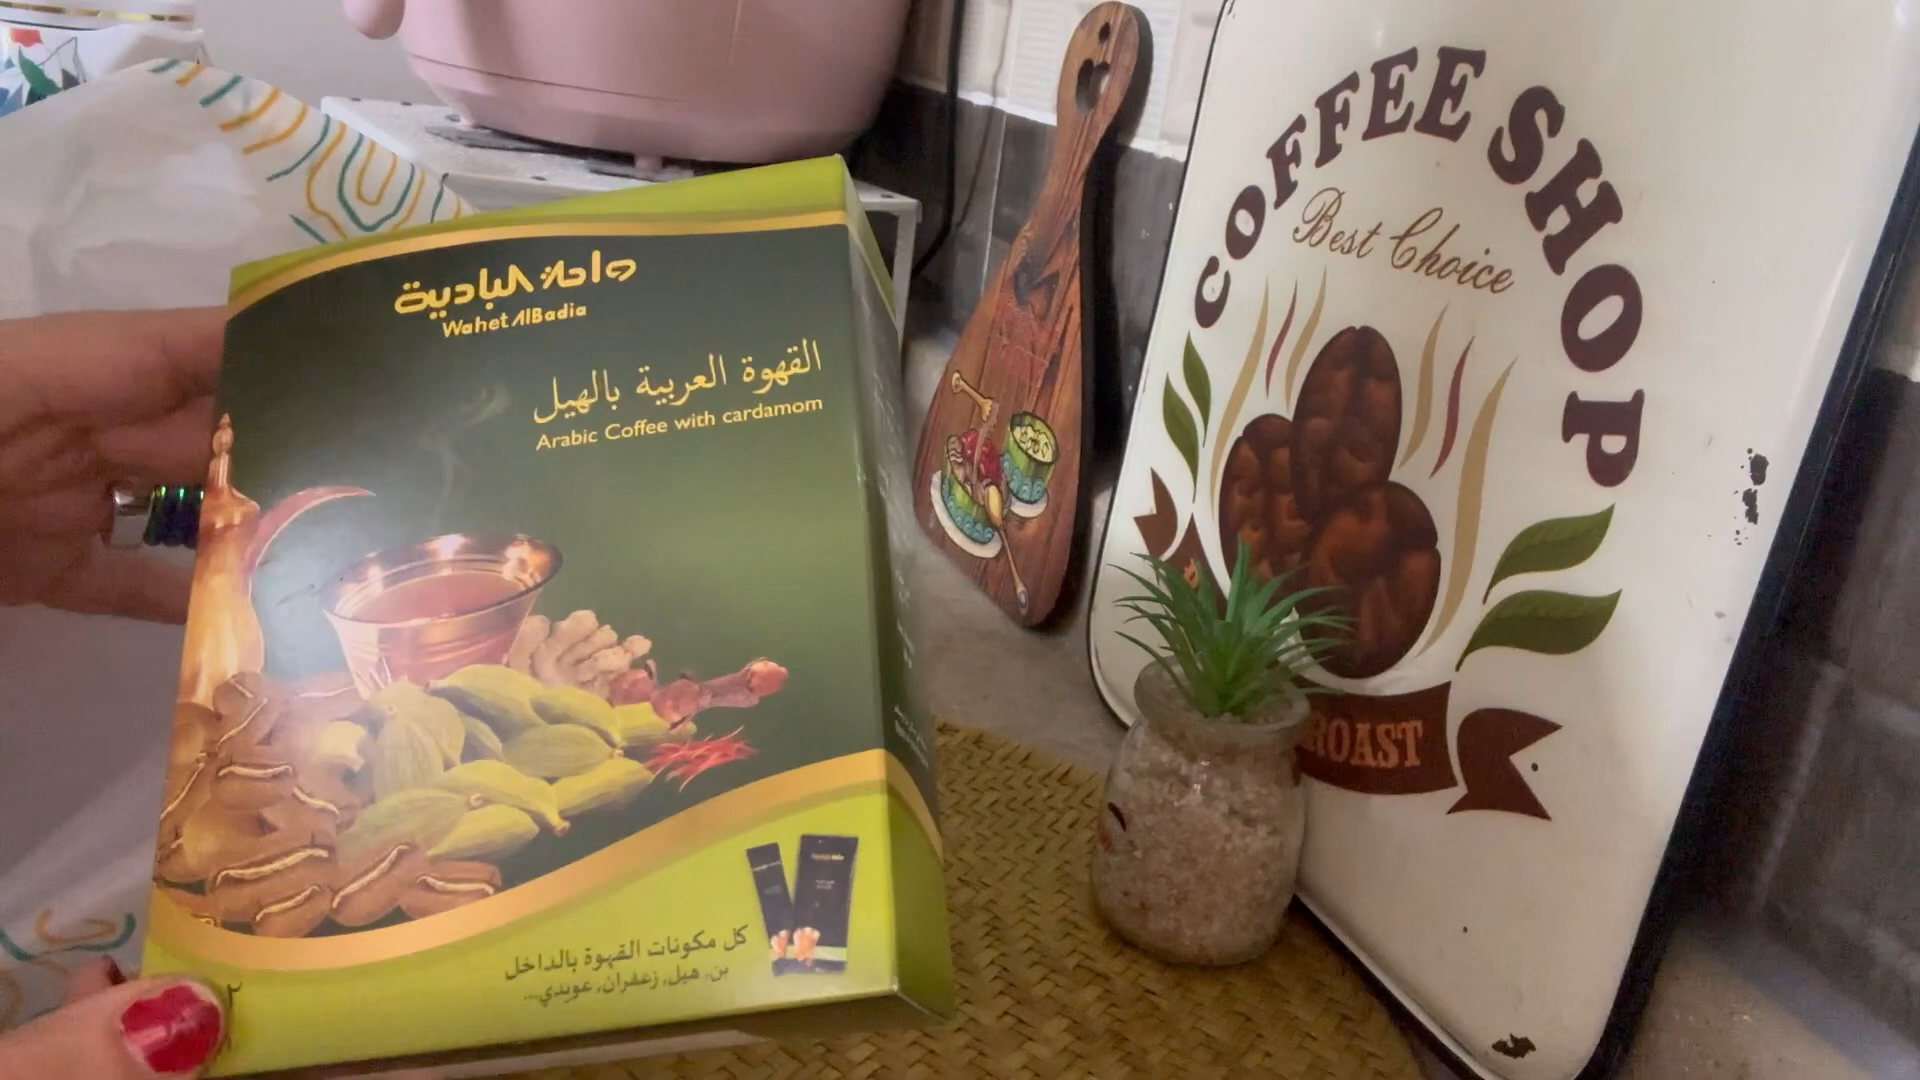 واحة البادية
Wahet AlBadia
القهوة العربية بالهيل
Arabic Coffee with cardamom
كل مكونات القهوة بالداخل
بن, هيل, زعفران, عويدي...
COFFEE SHOP
Best Choice
ROAST